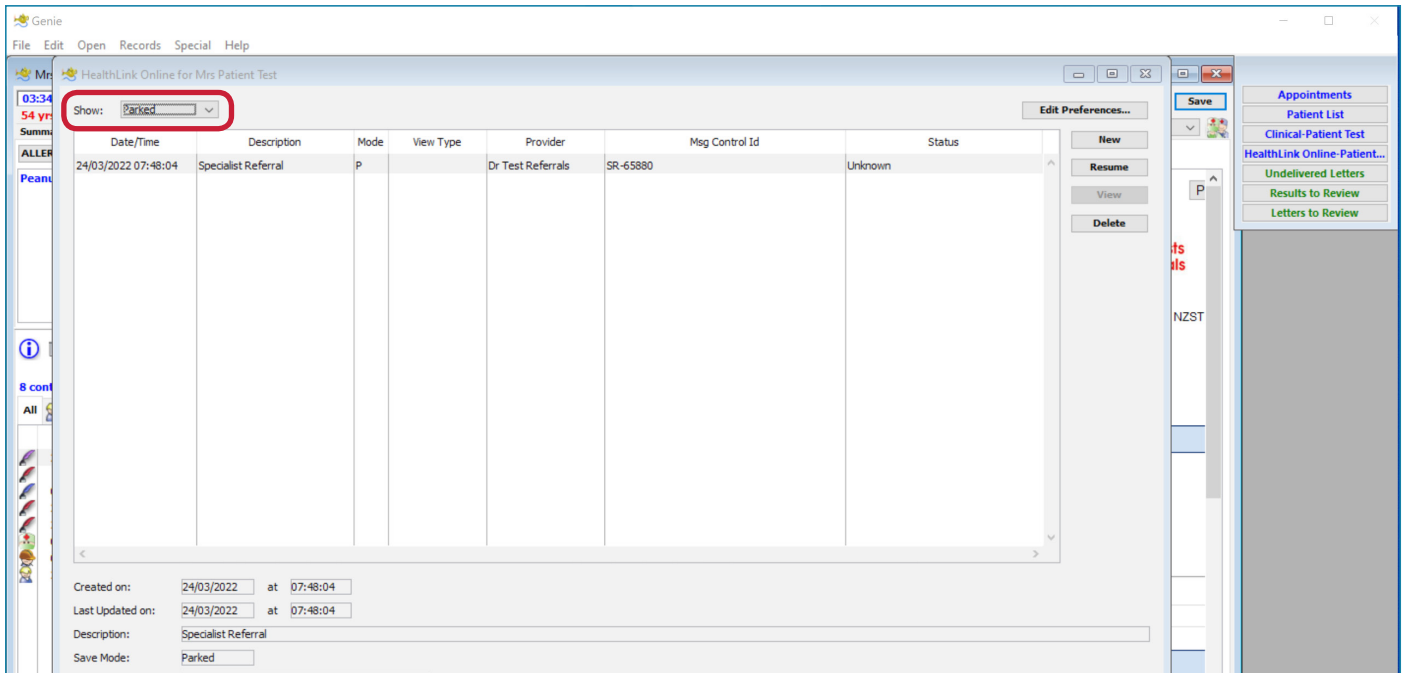 Genie
File Edit Open Records Special Help
Mrs
HealthLink Online for Mrs Patient Test
03:34
54 yrs
Summa
ALLER
Peanu
Show: Parked
Edit Preferences...
Save
Date/Time Description Mode View Type Provider Msg Control Id Status
24/03/2022 07:48:04 Specialist Referral P Dr Test Referrals SR-65880 Unknown
New
Resume
View
Delete
Appointments
Patient List
Clinical-Patient Test
HealthLink Online-Patient...
Undelivered Letters
Results to Review
Letters to Review
P
sts
als
NZST
8 cont
All
Created on: 24/03/2022 at 07:48:04
Last Updated on: 24/03/2022 at 07:48:04
Description: Specialist Referral
Save Mode: Parked